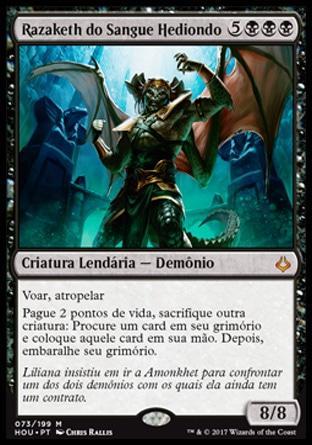 Razaketh do Sangue Hediondo 5
Criatura Lendária — Demônio
Voar, atropelar
Pague 2 pontos de vida, sacrifique outra
criatura: Procure um card em seu grimório
e coloque aquele card em sua mão. Depois,
embaralhe seu grimório.
Liliana insistiu em ir a Amonkhet para confrontar
um dos dois demônios com os quais ela ainda tem
um contrato.
8/8
073/199 M
HOU • PT Chris Rallis
™ & © 2017 Wizards of the Coast